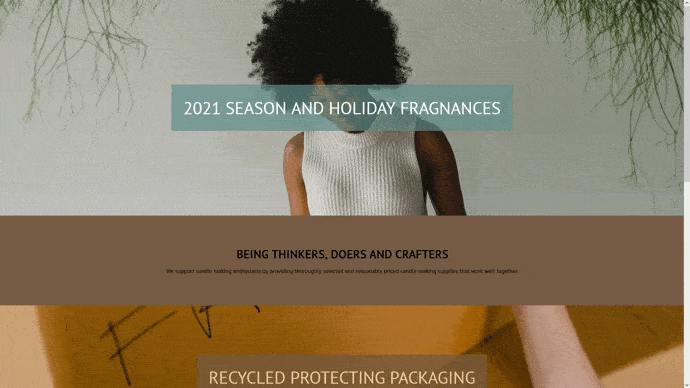 2021 SEASON AND HOLIDAY FRAGNANCES
BEING THINKERS, DOERS AND CRAFTERS
We support candle making enthusiasts by providing thoroughly selected and reasonably priced candle making supplies that work well together.
RECYCLED PROTECTING PACKAGING